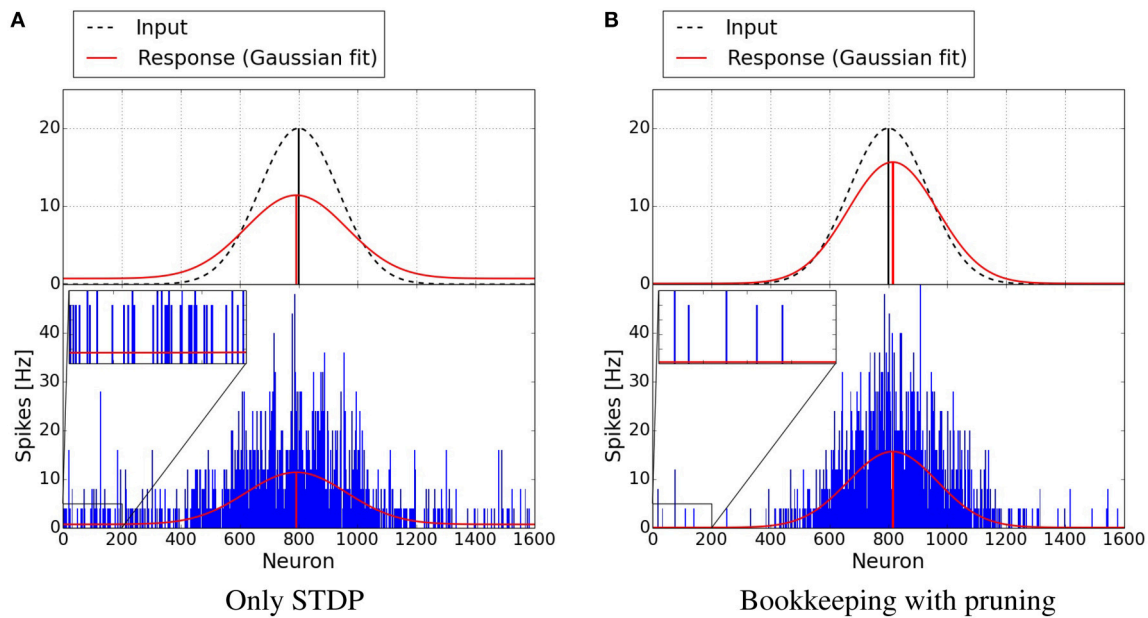 A
Input
Response (Gaussian fit)
20
10
0
Spikes [Hz]
40
30
20
10
0
0 200 400 600 800 1000 1200 1400 1600
Neuron
Only STDP
B
Input
Response (Gaussian fit)
20
10
0
Spikes [Hz]
40
30
20
10
0
0 200 400 600 800 1000 1200 1400 1600
Neuron
Bookkeeping with pruning